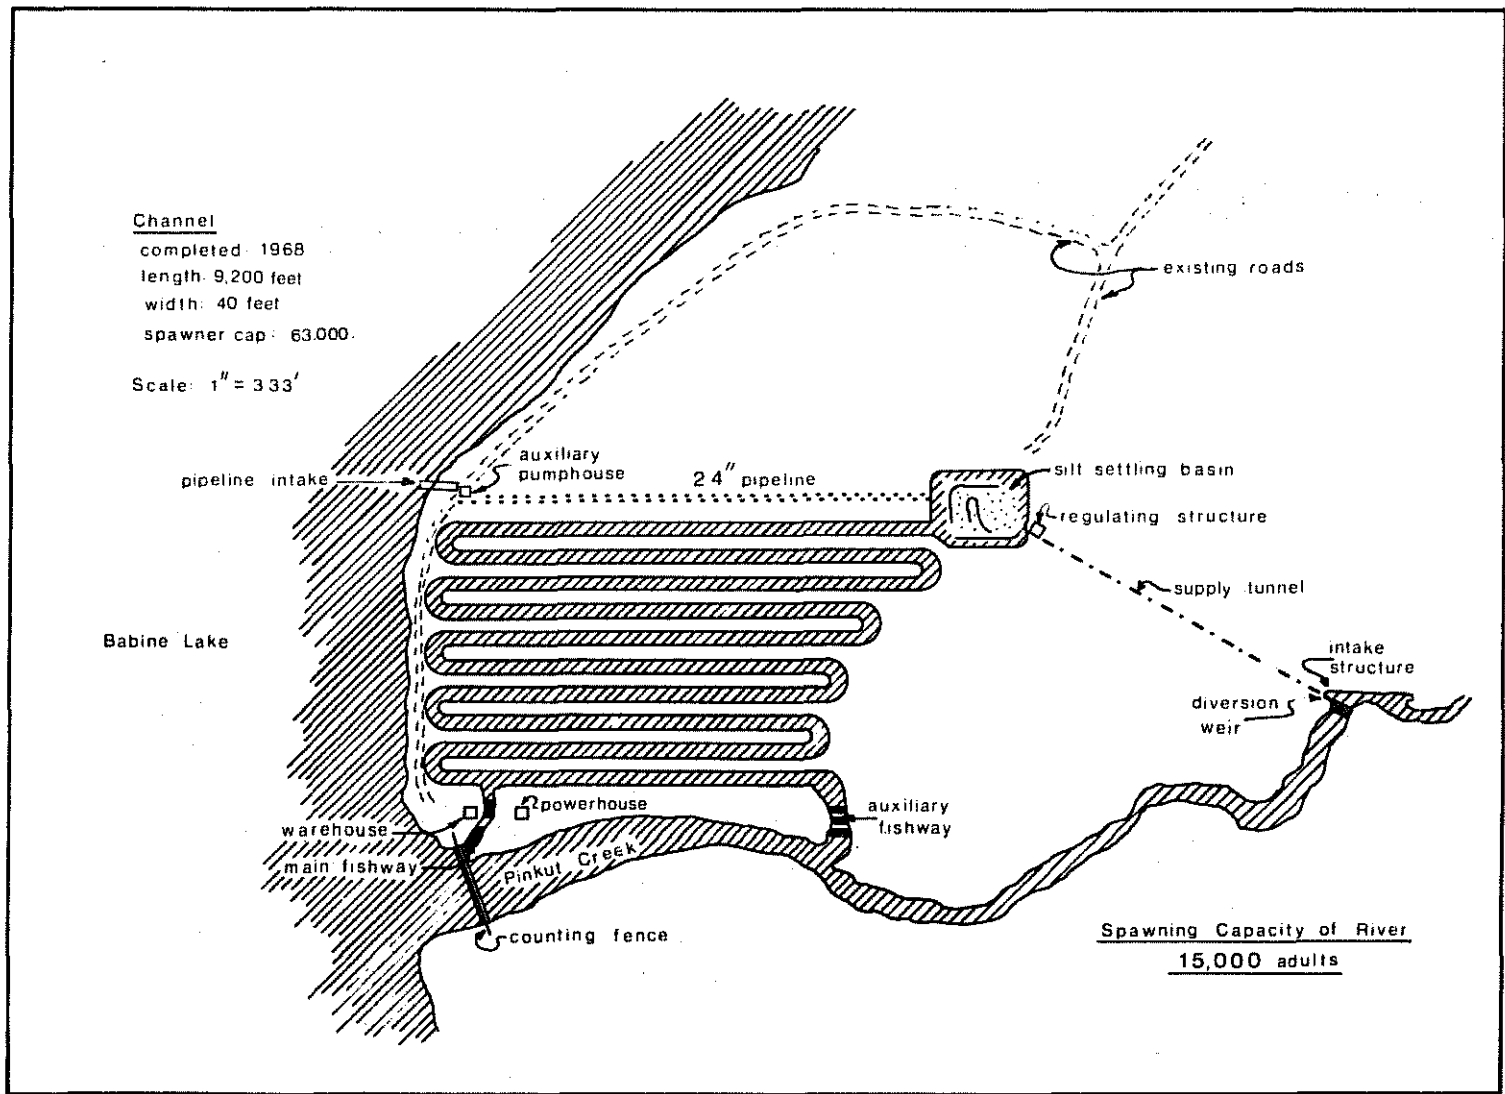 Channel
completed 1968
length: 9,200 feet
width: 40 feet
spawner cap: 63.000.
Scale: 1" = 333'
existing roads
auxiliary
pumphouse
pipeline intake
24" pipeline
silt settling basin
regulating structure
supply tunnel
Babine Lake
intake
structure
diversion
weir
powerhouse
auxiliary
fishway
warehouse
main fishway
Pinkut Creek
counting fence
Spawning Capacity of River
15,000 adults